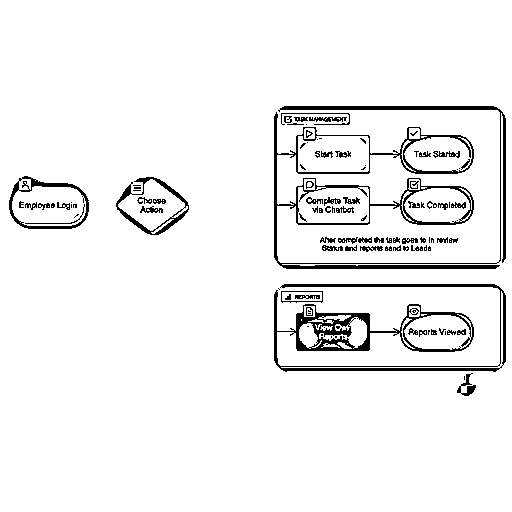 TASK MANAGEMENT
Start Task
Task Started
Employee Login
Choose
Action
Complete Task
via Chatbot
Task Completed
After completed the task goes to in review
Status and reports send to Leads
REPORTS
View Own
Reports
Reports Viewed